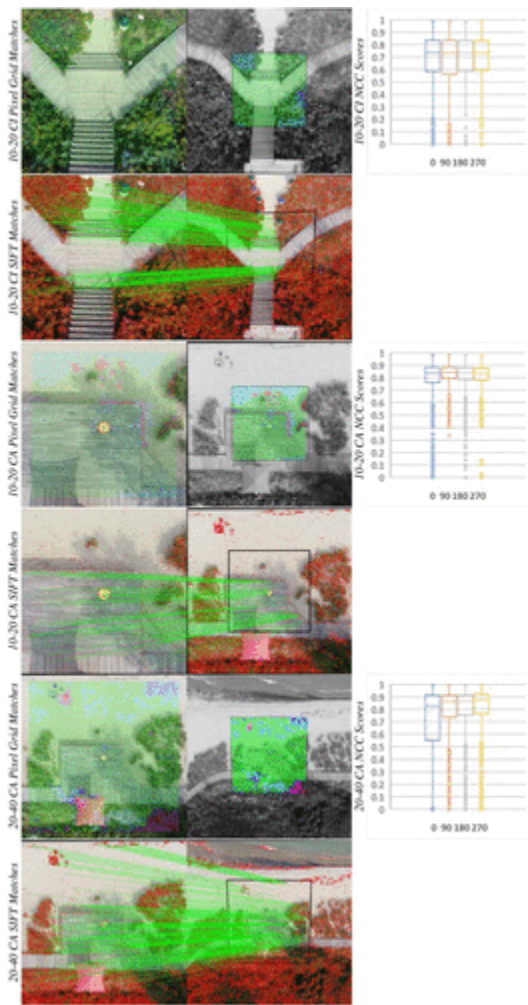 10-20 CI Pixel Grid Matches
10-20 CI NCC Scores
1
0.9
0.8
0.7
0.6
0.5
0.4
0.3
0.2
0.1
0
0 90 180 270
10-20 CI SIFT Matches
10-20 CA Pixel Grid Matches
10-20 CA NCC Scores
1
0.9
0.8
0.7
0.6
0.5
0.4
0.3
0.2
0.1
0
0 90 180 270
10-20 CA SIFT Matches
20-40 CA Pixel Grid Matches
20-40 CA NCC Scores
1
0.9
0.8
0.7
0.6
0.5
0.4
0.3
0.2
0.1
0
0 90 180 270
20-40 CA SIFT Matches